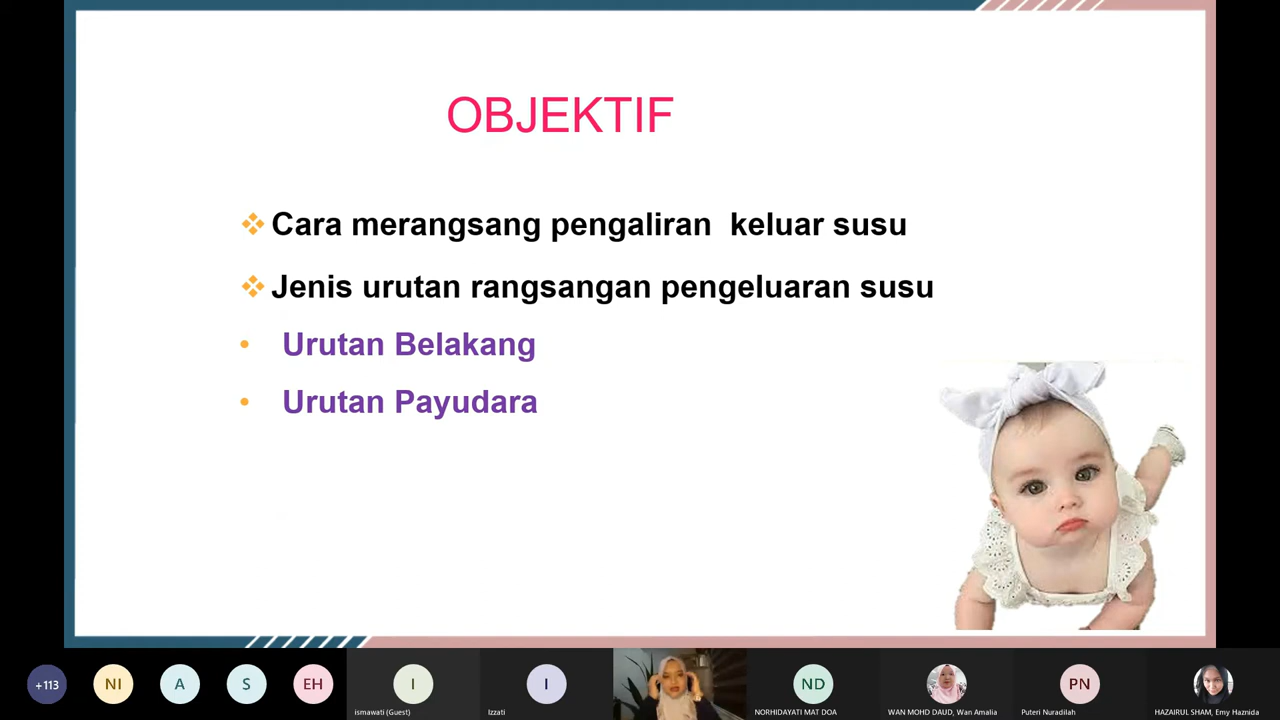 OBJEKTIF
Cara merangsang pengaliran keluar susu
Jenis urutan rangsangan pengeluaran susu
Urutan Belakang
Urutan Payudara
+113
NI
A
S
EH
I
I
ND
PN
ismawati (Guest)
Izzati
NORHIDAYATI MAT DOA
WAN MOHD DAUD, Wan Amalia
Puteri Nuradilah
HAZAIRUL SHAM, Emy Haznida